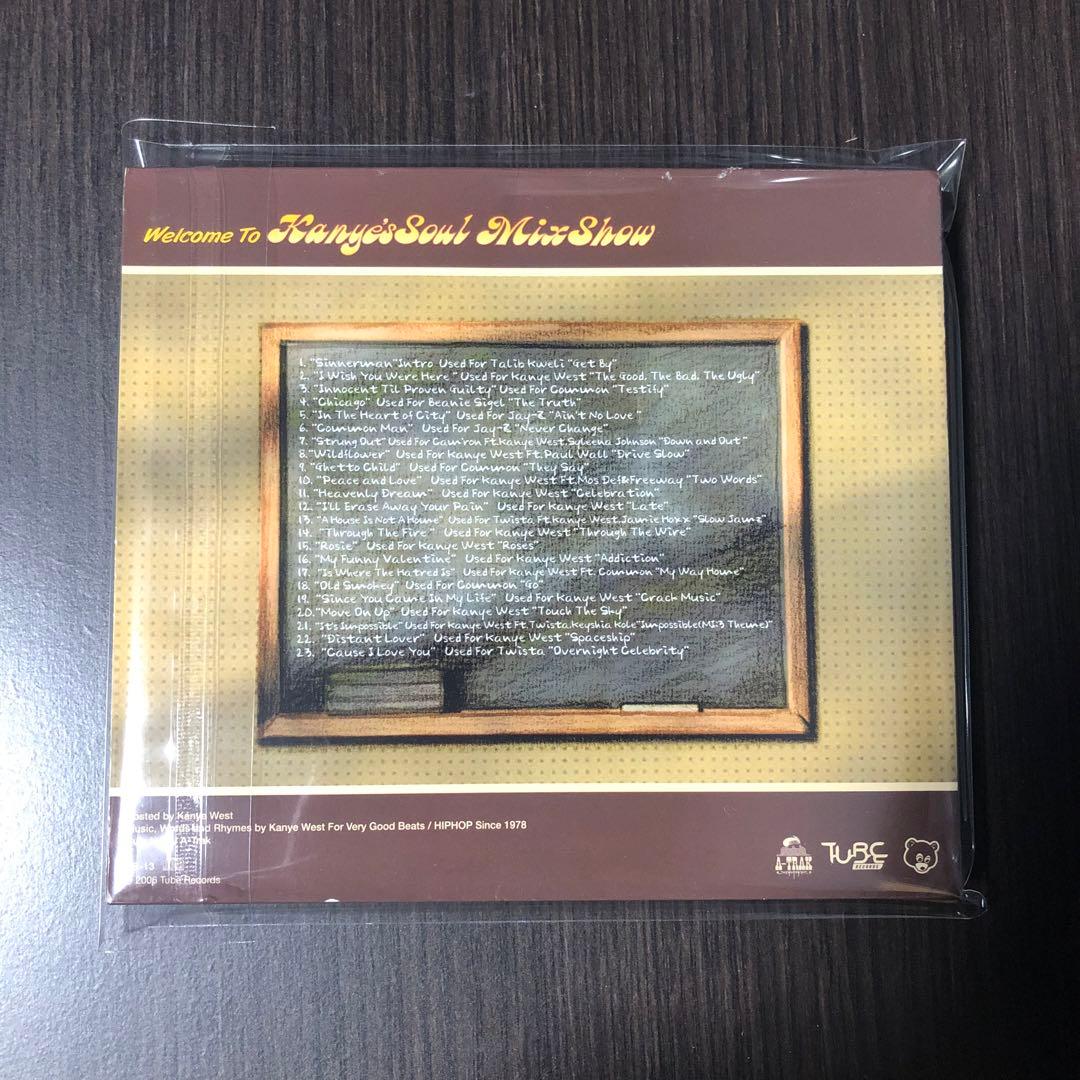 Welcome To Kanye's Soul Mix Show
1. "Sinnerman"Intro Used For Talib Kweli "Get By"
2. "I Wish You Were Here" Used For Kanye West "The Good. The Bad. The Ugly"
3. "Innocent Til Proven Guilty" Used For Common "Testify"
4. "Chicago" Used For Beanie Sigel "The Truth"
5. "In The Heart of City" Used For Jay-Z "Ain't No Love"
6. "Common Man" Used For Jay-Z "Never Change"
7. "Strung Out" Used For Cam'ron Ft.Kanye West.Syleena Johnson "Down and Out"
8. "Wildflower" Used For Kanye West Ft.Paul Wall "Drive Slow"
9. "Ghetto Child" Used For Common "They Say"
10. "Peace and Love" Used For Kanye West Ft.Mos Def&Freeway "Two Words"
11. "Heavenly Dream" Used For Kanye West "Celebration"
12. "I'll Erase Away Your Pain" Used For Kanye West "Late"
13. "A House Is Not A Home" Used For Twista Ft.Kanye West.Jamie Hoxx "Slow Jamz"
14. "Through The Fire" Used For Kanye West "Through The Wire"
15. "Rosie" Used For Kanye West "Roses"
16. "My Funny Valentine" Used For Kanye West "Addiction"
17. "Is Where The Hatred Is" Used For Kanye West Ft. Common "My Way Home"
18. "Old Smokey" Used For Common "Go"
19. "Since You Came In My Life" Used For Kanye West "Crack Music"
20. "Move On Up" Used For Kanye West "Touch The Sky"
21. "It's Impossible" Used For Kanye West Ft.Twista.Keyshia Kole"Impossible(MI:3 Theme)"
22. "Distant Lover" Used For Kanye West "Spaceship"
23. "Cause I Love You" Used For Twista "Overnight Celebrity"
Hosted by Kanye West
Music, Words and Rhymes by Kanye West For Very Good Beats / HIPHOP Since 1978
A-Trak
-13
2006 Tube Records
A-TRAK
TUBE
RECORDS